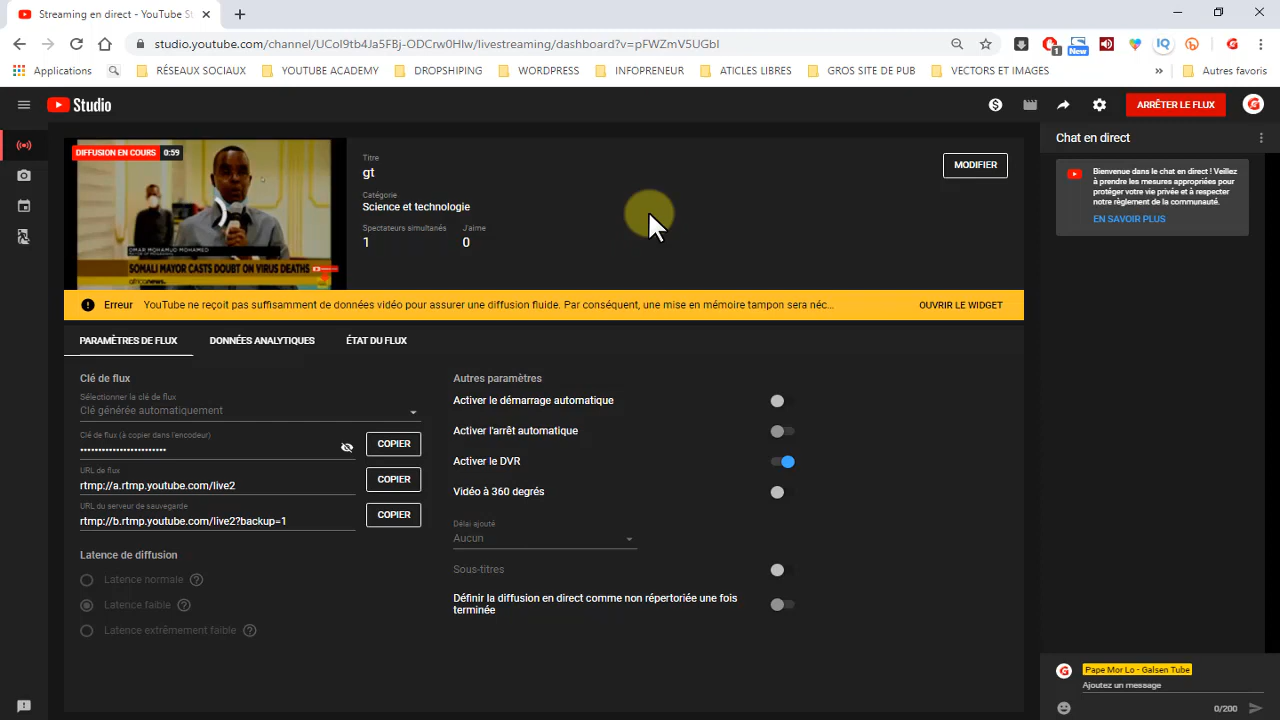 Streaming en direct - YouTube St
studio.youtube.com/channel/UCoI9tk4Ja5FBj-ODCrw0HIw/livestreaming/dashboard?v=pFWZmV5UGbI
1
New
IQ
Applications
RÉSEAUX SOCIAUX
YOUTUBE ACADEMY
DROPSHIPING
WORDPRESS
INFOPRENEUR
ATICLES LIBRES
GROS SITE DE PUB
VECTORS ET IMAGES
»
Autres favoris
Studio
ARRÊTER LE FLUX
DIFFUSION EN COURS 0:59
OMAR MOHAMUD MOHAMED
SOMALI MAYOR CASTS DOUBT ON VIRUS DEATHS
africanews.
Titre
gt
Catégorie
Science et technologie
Spectateurs simultanés J'aime
1 0
MODIFIER
Chat en direct
Bienvenue dans le chat en direct ! Veillez
à prendre les mesures appropriées pour
protéger votre vie privée et à respecter
notre règlement de la communauté.
EN SAVOIR PLUS
Erreur YouTube ne reçoit pas suffisamment de données vidéo pour assurer une diffusion fluide. Par conséquent, une mise en mémoire tampon sera néc... OUVRIR LE WIDGET
PARAMÈTRES DE FLUX DONNÉES ANALYTIQUES ÉTAT DU FLUX
Clé de flux
Sélectionner la clé de flux
Clé générée automatiquement
Clé de flux (à copier dans l'encodeur)
••••••••••••••••••••••••
COPIER
URL de flux
rtmp://a.rtmp.youtube.com/live2
COPIER
URL du serveur de sauvegarde
rtmp://b.rtmp.youtube.com/live2?backup=1
COPIER
Latence de diffusion
Latence normale
Latence faible
Latence extrêmement faible
Autres paramètres
Activer le démarrage automatique
Activer l'arrêt automatique
Activer le DVR
Vidéo à 360 degrés
Délai ajouté
Aucun
Sous-titres
Définir la diffusion en direct comme non répertoriée une fois
terminée
Pape Mor Lo - Galsen Tube
Ajoutez un message
0/200